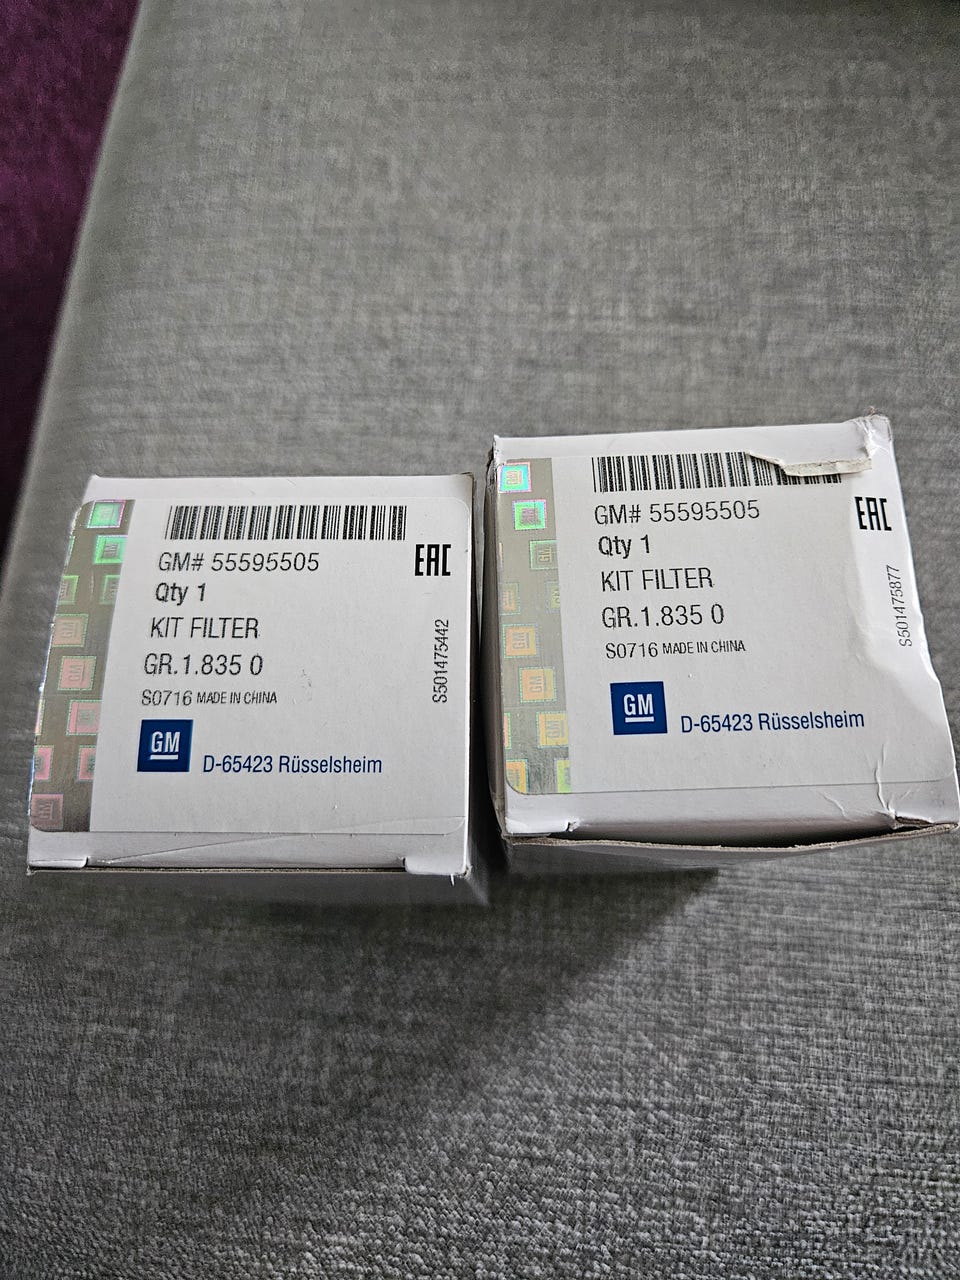 GM# 55595505
Qty 1
KIT FILTER
GR.1.835 0
S0716 MADE IN CHINA
GM
D-65423 Rüsselsheim
EAC
S501475442
GM# 55595505
Qty 1
KIT FILTER
GR.1.835 0
S0716 MADE IN CHINA
GM
D-65423 Rüsselsheim
EAC
S501475877